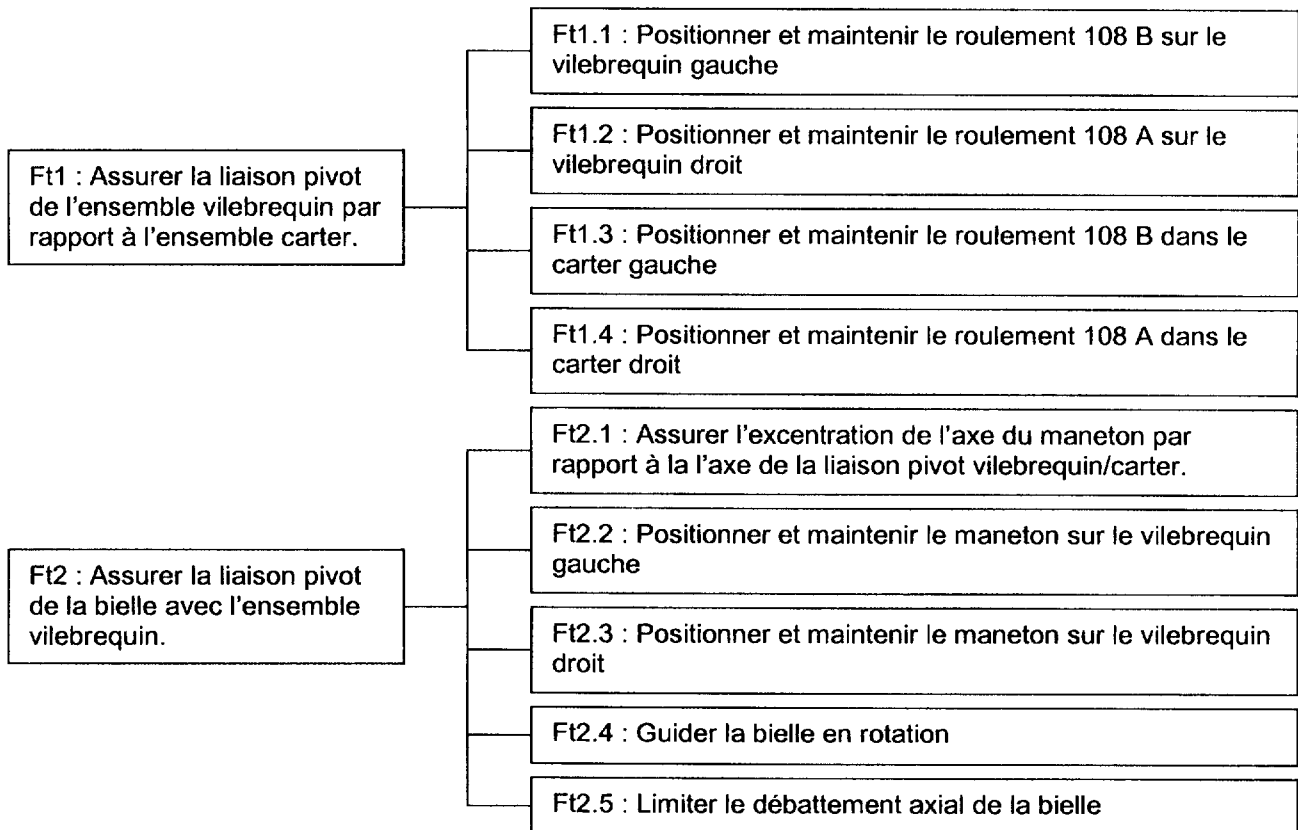 Ft1 : Assurer la liaison pivot
de l'ensemble vilebrequin par
rapport à l'ensemble carter.
Ft1.1 : Positionner et maintenir le roulement 108 B sur le
vilebrequin gauche
Ft1.2 : Positionner et maintenir le roulement 108 A sur le
vilebrequin droit
Ft1.3 : Positionner et maintenir le roulement 108 B dans le
carter gauche
Ft1.4 : Positionner et maintenir le roulement 108 A dans le
carter droit
Ft2 : Assurer la liaison pivot
de la bielle avec l'ensemble
vilebrequin.
Ft2.1 : Assurer l'excentration de l'axe du maneton par
rapport à la l'axe de la liaison pivot vilebrequin/carter.
Ft2.2 : Positionner et maintenir le maneton sur le vilebrequin
gauche
Ft2.3 : Positionner et maintenir le maneton sur le vilebrequin
droit
Ft2.4 : Guider la bielle en rotation
Ft2.5 : Limiter le débattement axial de la bielle